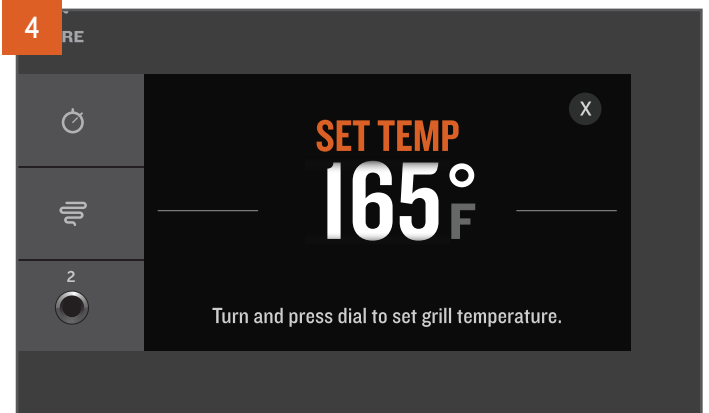 4
RE
X
SET TEMP
165°F
2
Turn and press dial to set grill temperature.